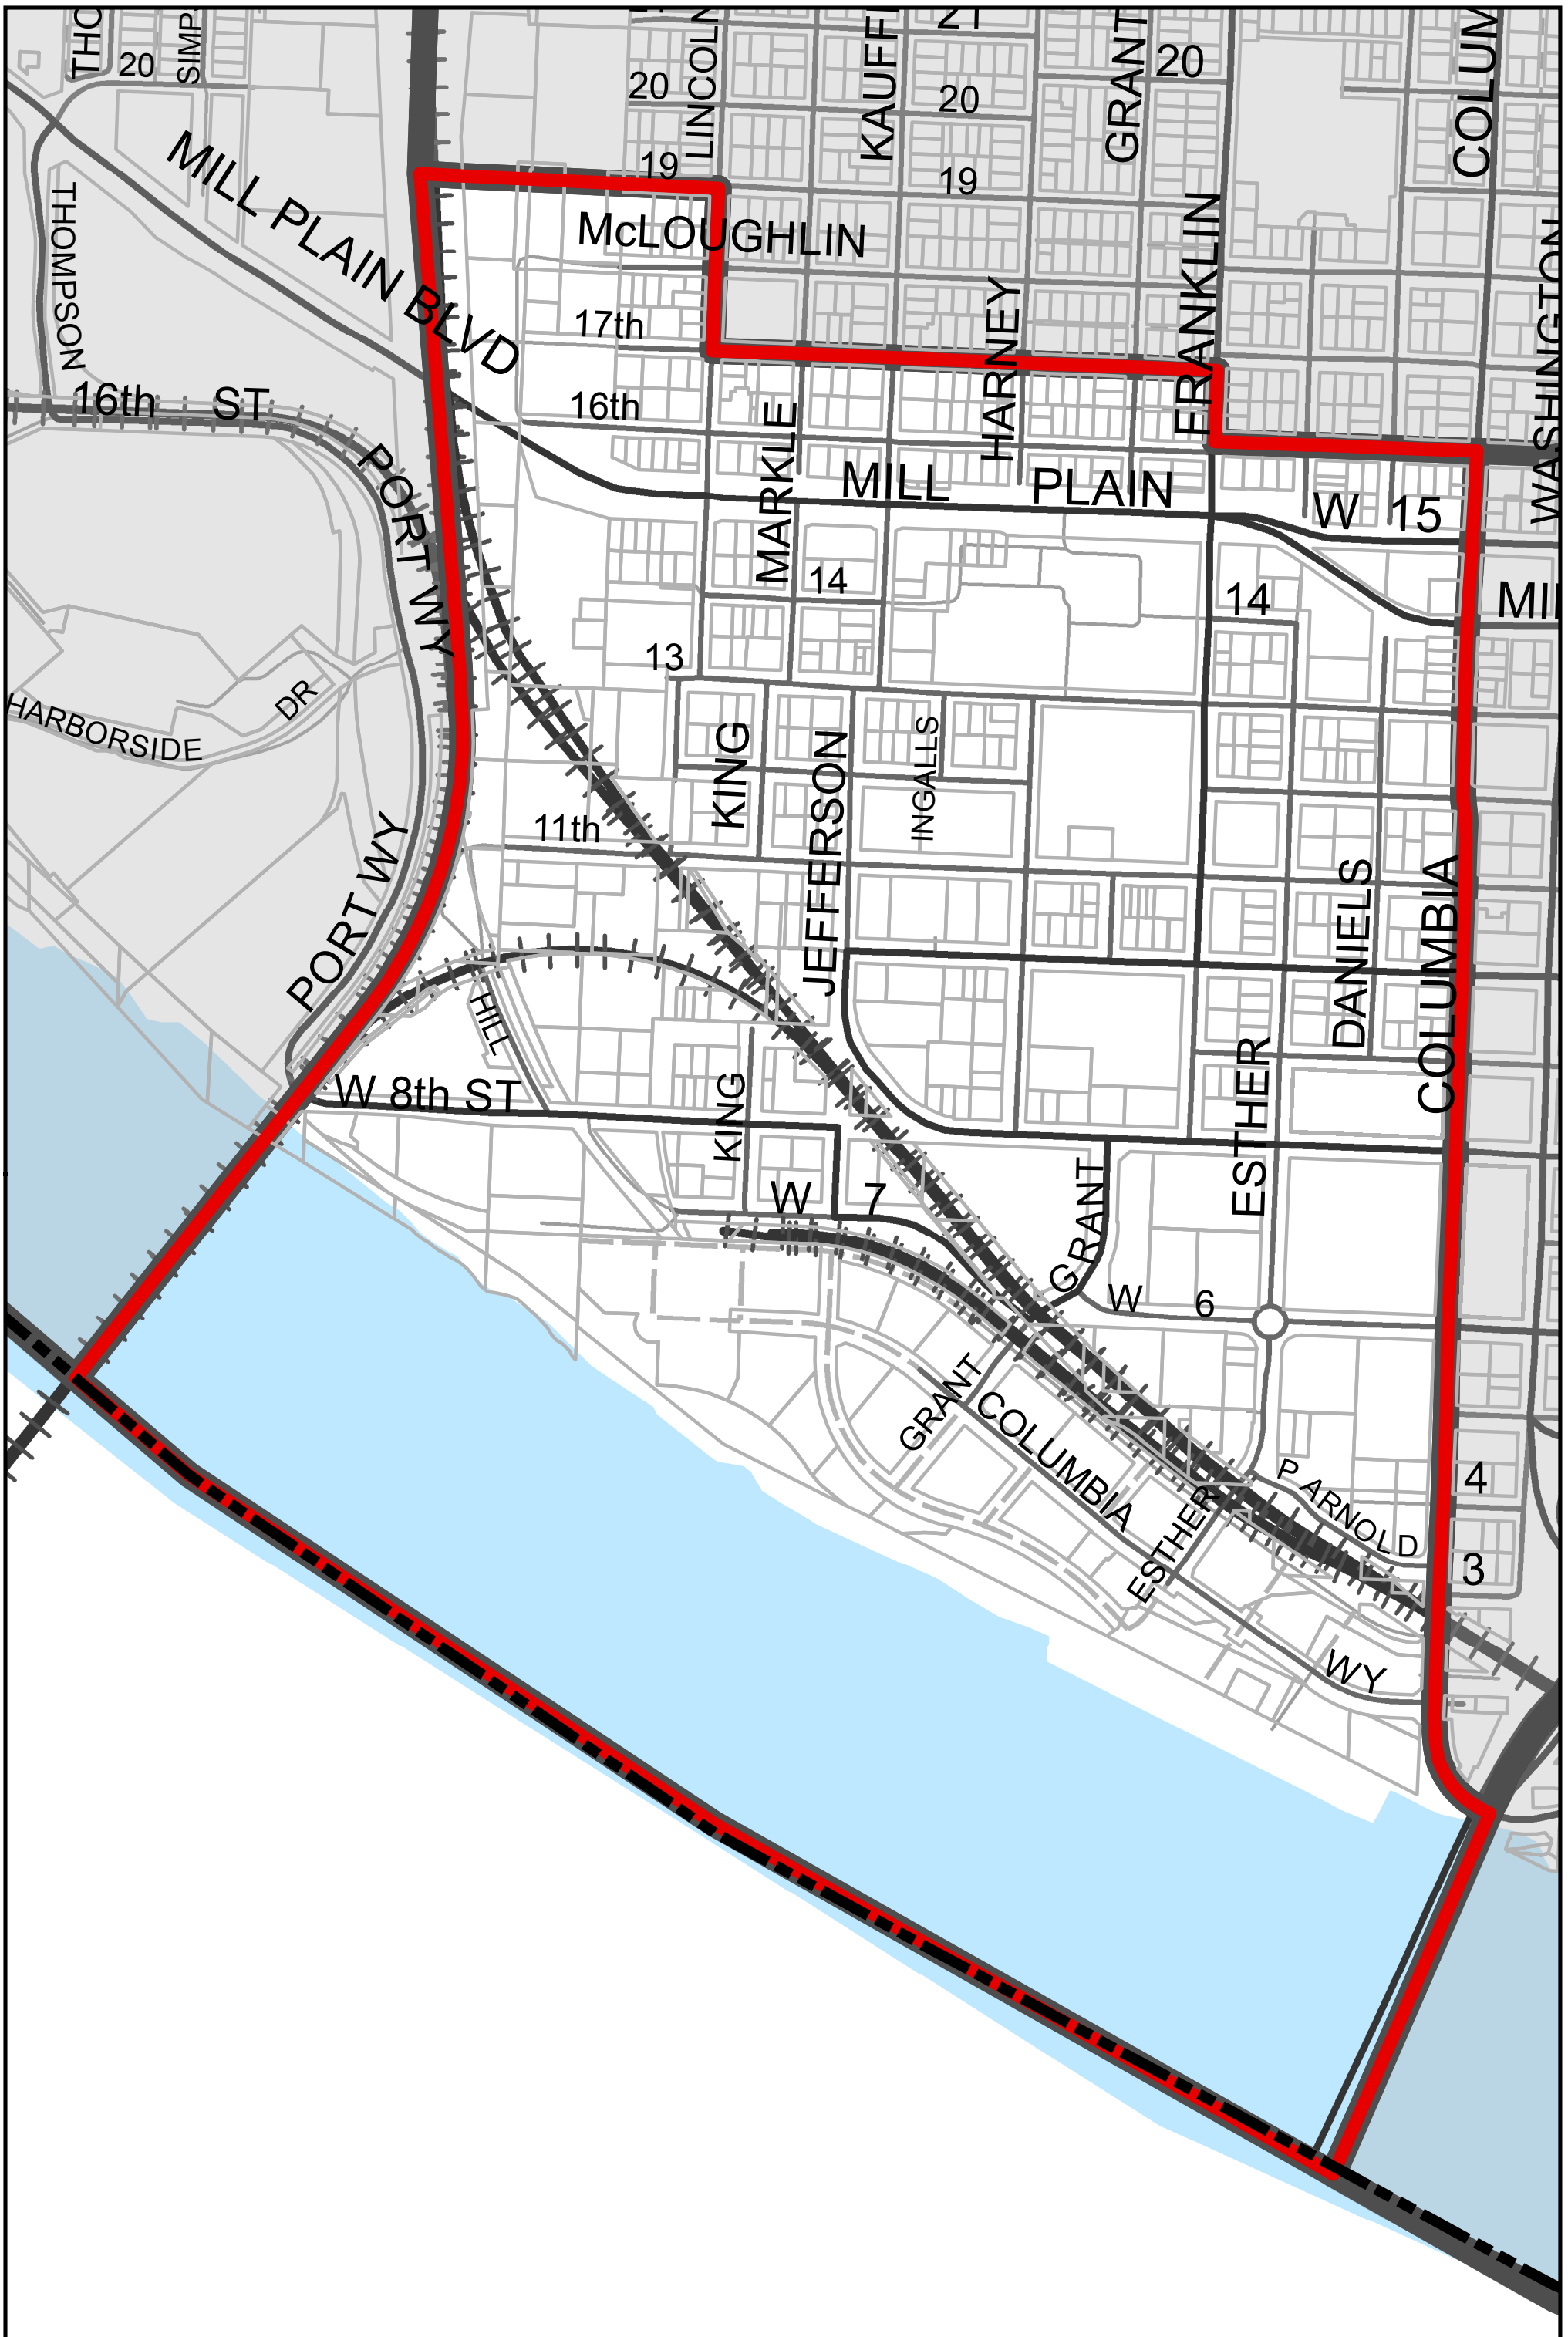 THO
SIMP
20
LINCOLN
KAUFF
21
GRANT
20
COLUM
20
20
19
19
MILL PLAIN BLVD
THOMPSON
McLOUGHLIN
FRANKLIN
WASHINGTON
17th
HARNEY
16th ST
16th
MARKLE
PORT WY
MILL PLAIN
W 15
14
14
MI
13
HARBORSIDE DR
KING
JEFFERSON
INGALLS
11th
PORT WY
DANIELS
COLUMBIA
HILL
W 8th ST
KING
ESTHER
W 7
GRANT
W 6
GRANT
COLUMBIA
ESTHER
P ARNOLD
4
3
WY